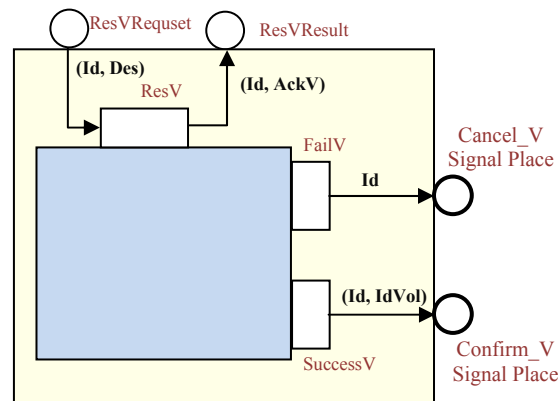 ResVRequset
ResVResult
(Id, Des)
(Id, AckV)
ResV
Cancel_V
Signal Place
FailV
Id
(Id, IdVol)
SuccessV
Confirm_V
Signal Place